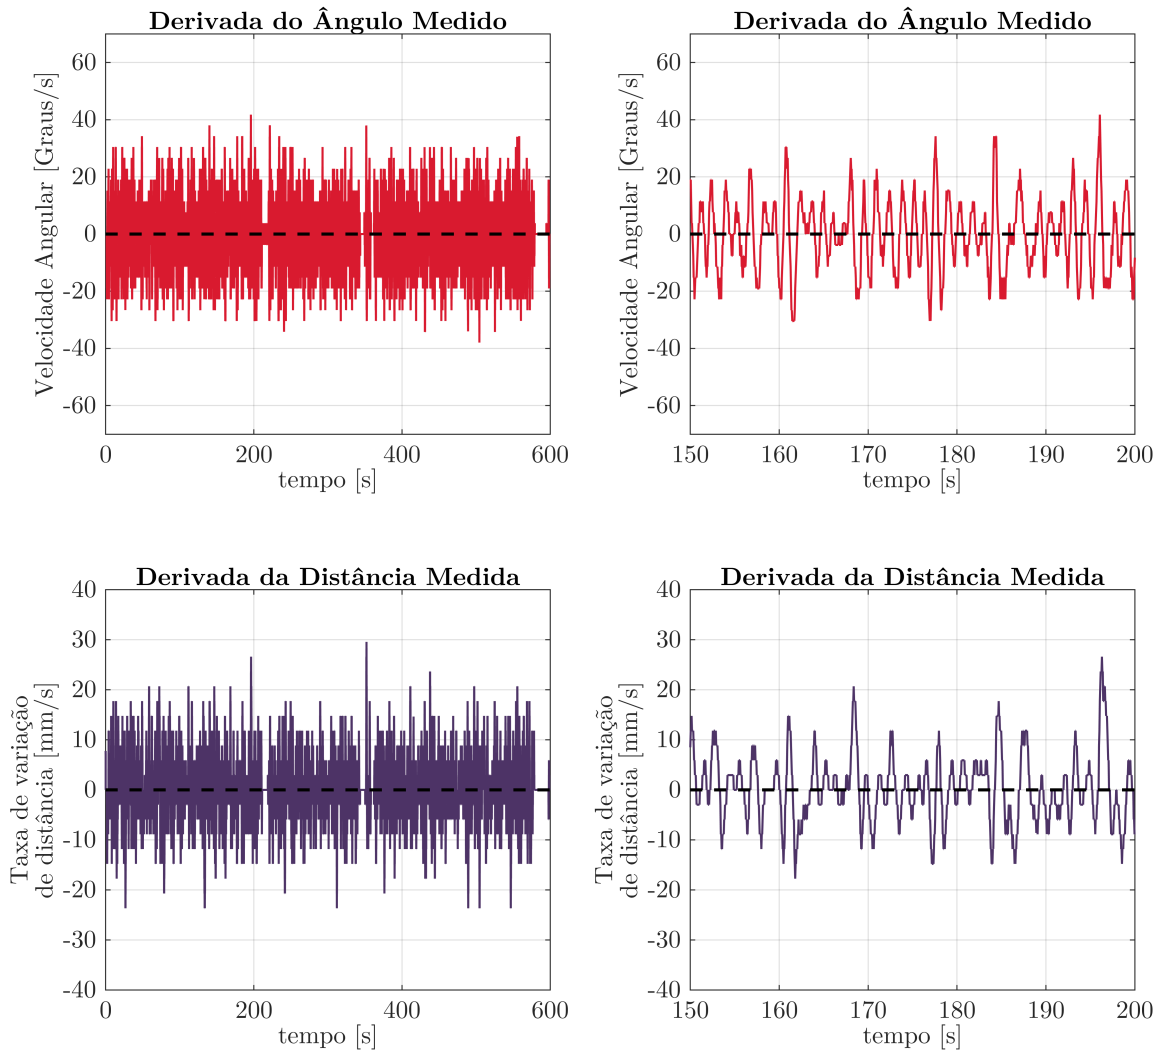 Derivada do Ângulo Medido
Velocidade Angular [Graus/s]
60
40
20
0
-20
-40
-60
0 200 400 600
tempo [s]
Derivada do Ângulo Medido
Velocidade Angular [Graus/s]
60
40
20
0
-20
-40
-60
150 160 170 180 190 200
tempo [s]
Derivada da Distância Medida
Taxa de variação
de distância [mm/s]
40
30
20
10
0
-10
-20
-30
-40
0 200 400 600
tempo [s]
Derivada da Distância Medida
Taxa de variação
de distância [mm/s]
40
30
20
10
0
-10
-20
-30
-40
150 160 170 180 190 200
tempo [s]